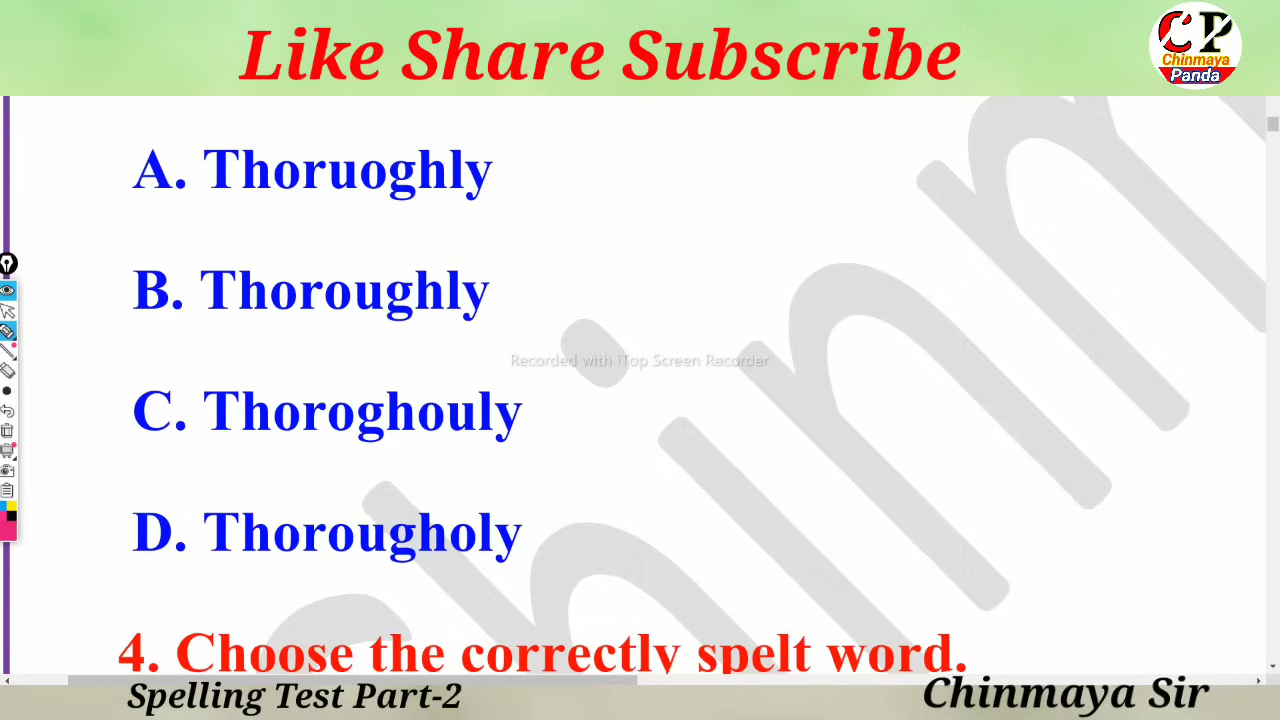 Like Share Subscribe
CP
Chinmaya
Panda
A. Thoruoghly
B. Thoroughly
Recorded with iTop Screen Recorder
C. Thoroghouly
D. Thorougholy
4. Choose the correctly spelt word.
Spelling Test Part-2
Chinmaya Sir